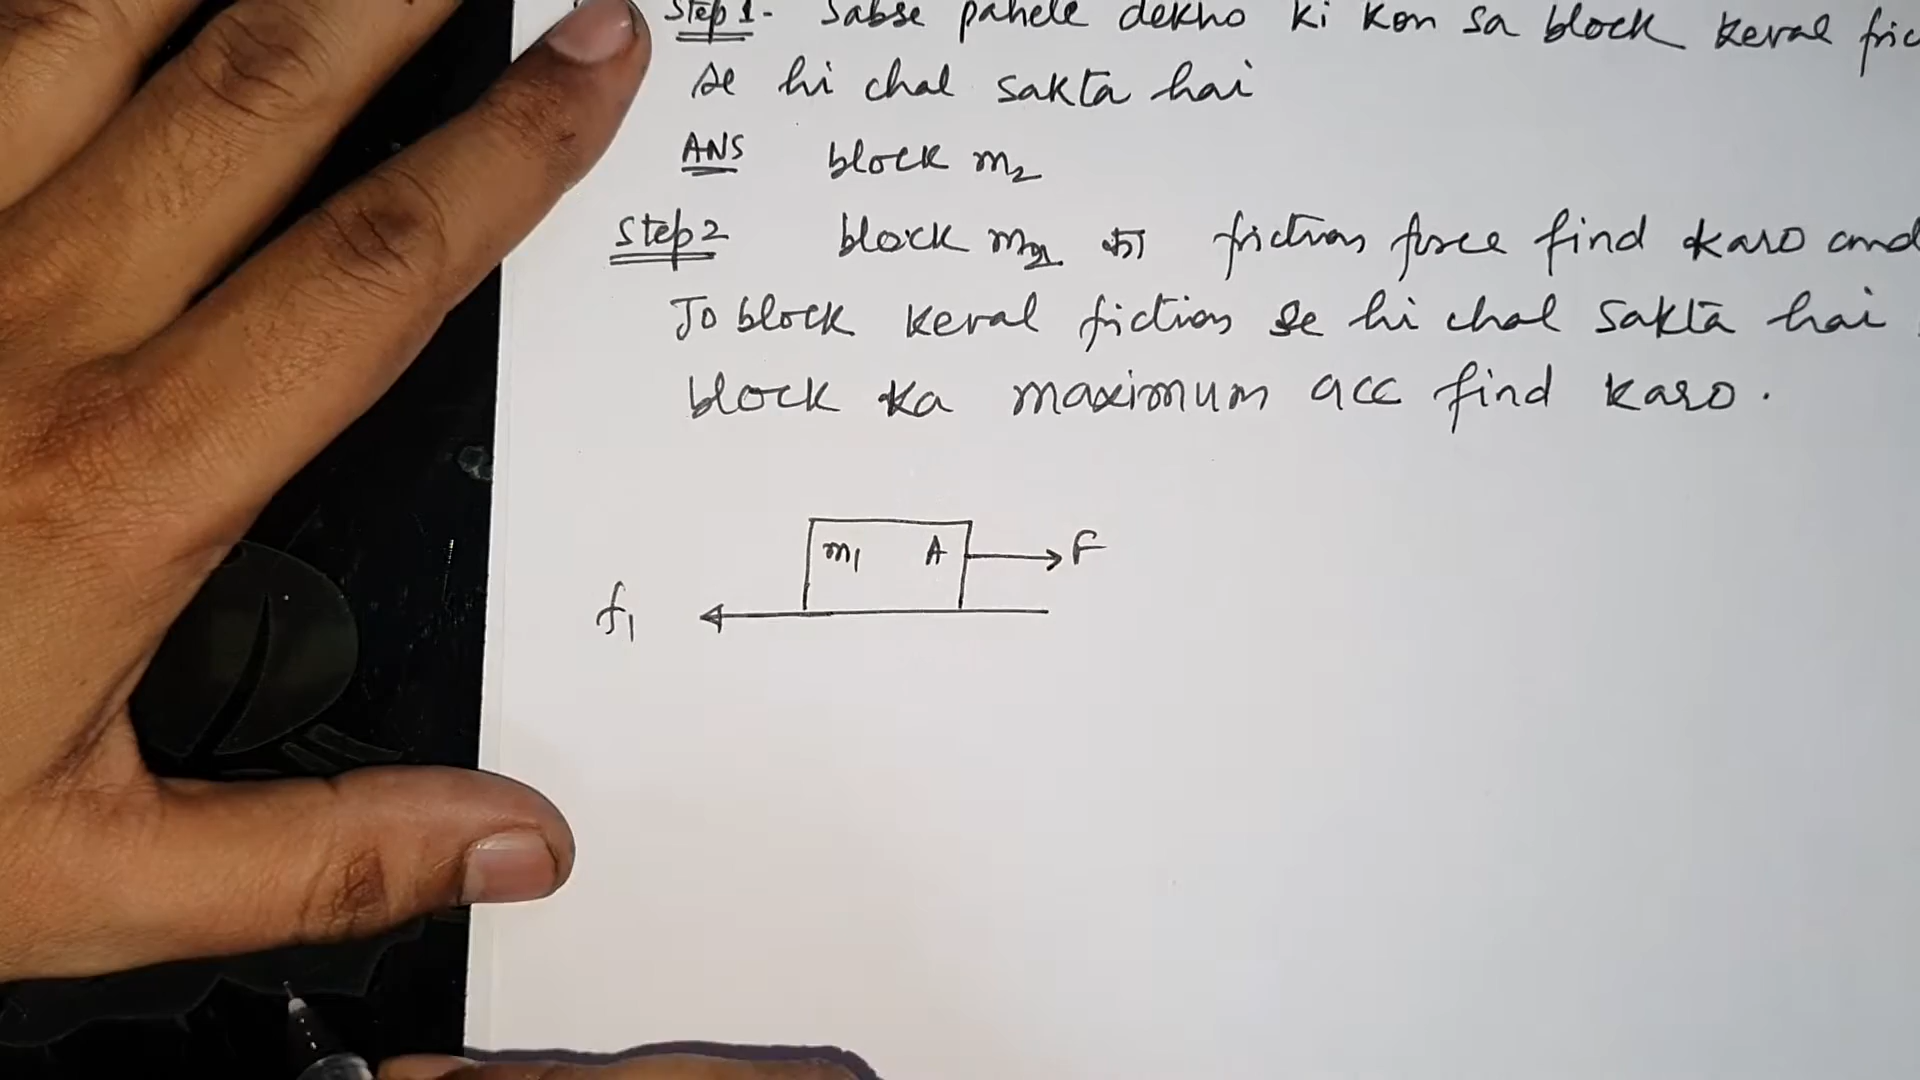 Step 1- Sabse pahele dekho ki kon sa block keval fric
se hi chal sakta hai
ANS block m2
Step 2 block m2 का friction force find karo and
Jo block keval friction se hi chal sakta hai
block ka maximum acc find karo.
m1 A F
f1